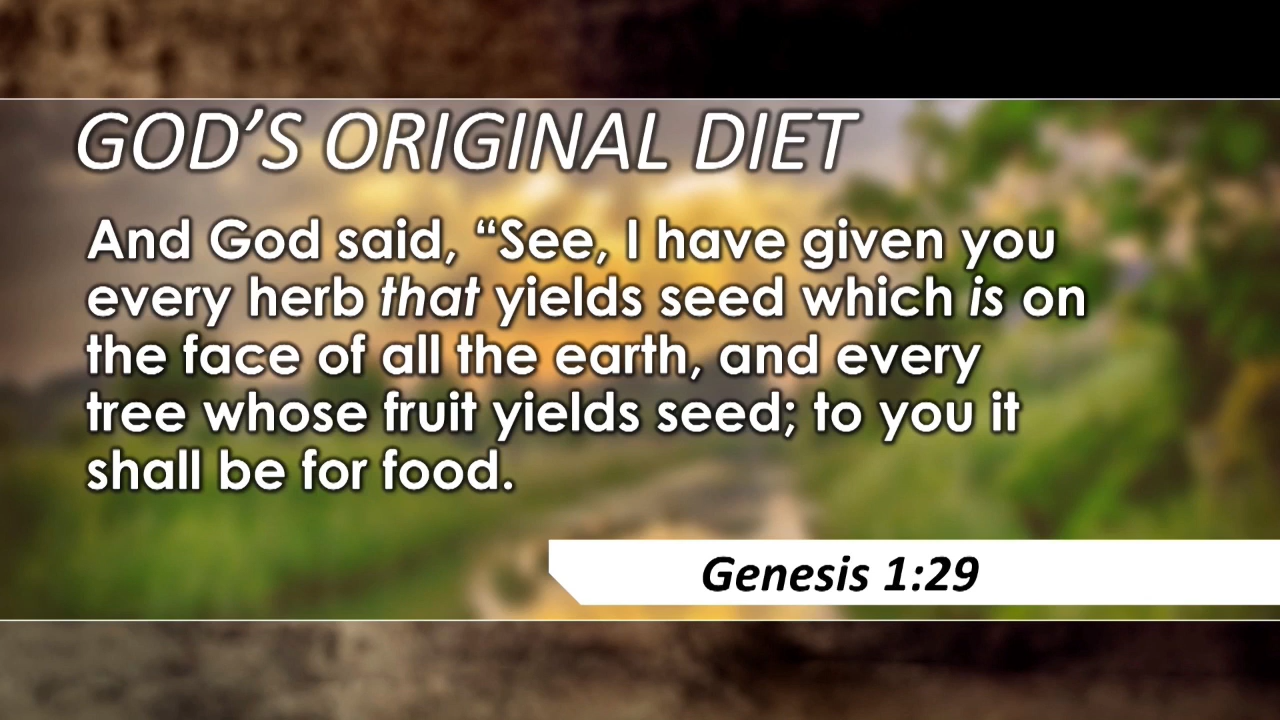 GOD’S ORIGINAL DIET
And God said, “See, I have given you
every herb that yields seed which is on
the face of all the earth, and every
tree whose fruit yields seed; to you it
shall be for food.
Genesis 1:29